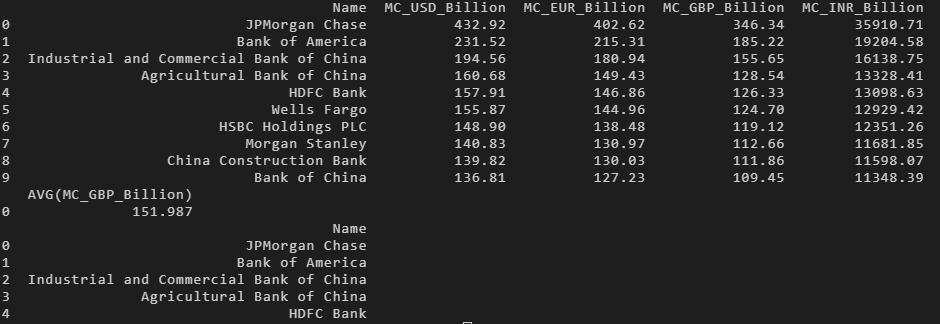 Name MC_USD_Billion MC_EUR_Billion MC_GBP_Billion MC_INR_Billion
0 JPMorgan Chase 432.92 402.62 346.34 35910.71
1 Bank of America 231.52 215.31 185.22 19204.58
2 Industrial and Commercial Bank of China 194.56 180.94 155.65 16138.75
3 Agricultural Bank of China 160.68 149.43 128.54 13328.41
4 HDFC Bank 157.91 146.86 126.33 13098.63
5 Wells Fargo 155.87 144.96 124.70 12929.42
6 HSBC Holdings PLC 148.90 138.48 119.12 12351.26
7 Morgan Stanley 140.83 130.97 112.66 11681.85
8 China Construction Bank 139.82 130.03 111.86 11598.07
9 Bank of China 136.81 127.23 109.45 11348.39
AVG(MC_GBP_Billion)
0 151.987
Name
0 JPMorgan Chase
1 Bank of America
2 Industrial and Commercial Bank of China
3 Agricultural Bank of China
4 HDFC Bank